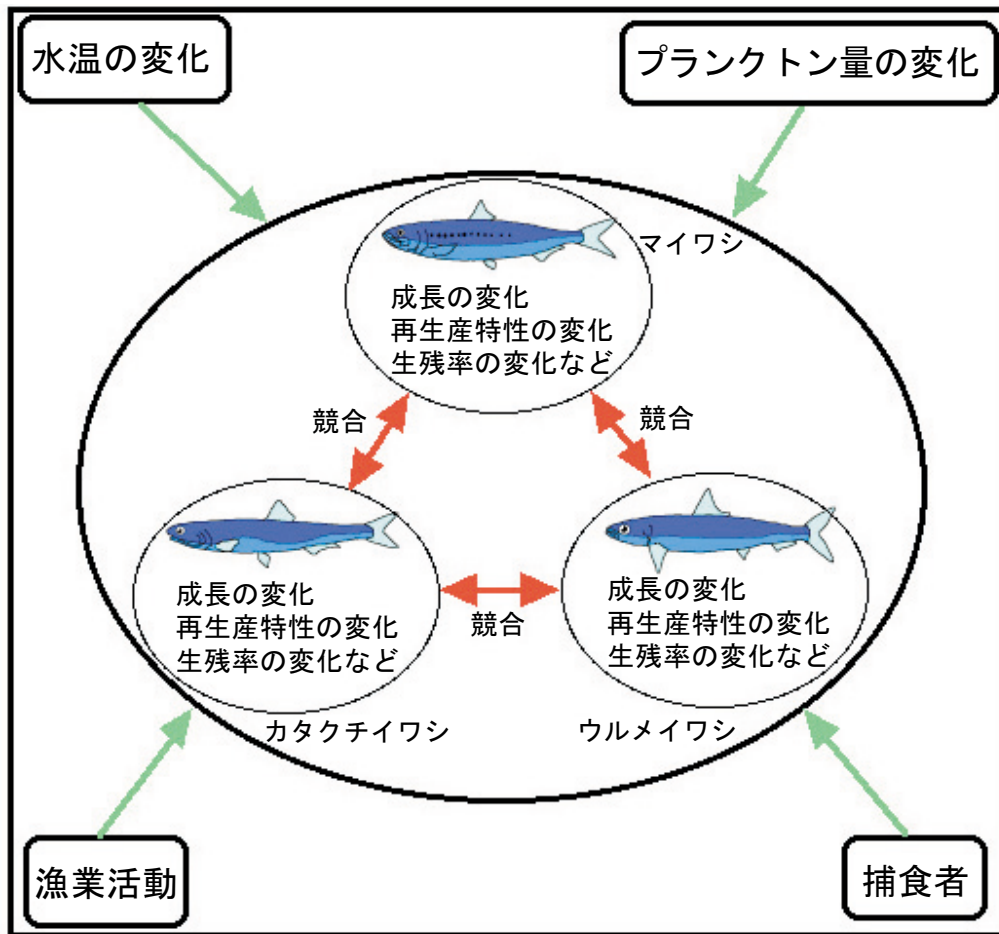 水温の変化
プランクトン量の変化
マイワシ
成長の変化
再生産特性の変化
生残率の変化など
競合
競合
成長の変化
再生産特性の変化
生残率の変化など
競合
成長の変化
再生産特性の変化
生残率の変化など
カタクチイワシ
ウルメイワシ
漁業活動
捕食者